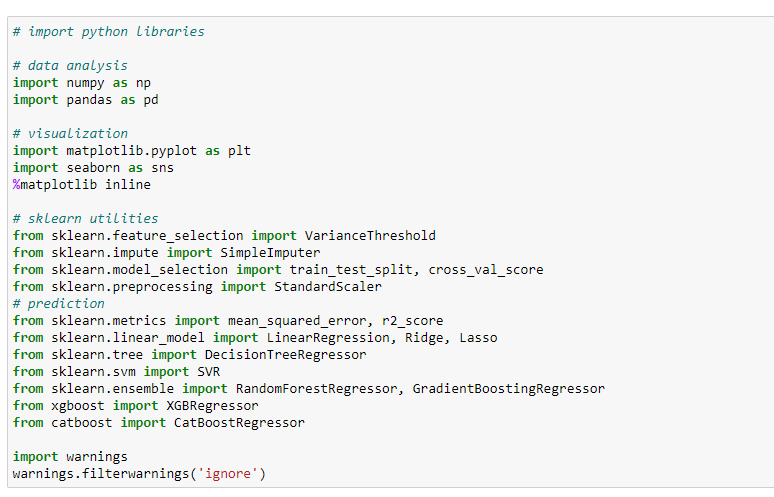 # import python libraries
# data analysis
import numpy as np
import pandas as pd
# visualization
import matplotlib.pyplot as plt
import seaborn as sns
%matplotlib inline
# sklearn utilities
from sklearn.feature_selection import VarianceThreshold
from sklearn.impute import SimpleImputer
from sklearn.model_selection import train_test_split, cross_val_score
from sklearn.preprocessing import StandardScaler
# prediction
from sklearn.metrics import mean_squared_error, r2_score
from sklearn.linear_model import LinearRegression, Ridge, Lasso
from sklearn.tree import DecisionTreeRegressor
from sklearn.svm import SVR
from sklearn.ensemble import RandomForestRegressor, GradientBoostingRegressor
from xgboost import XGBRegressor
from catboost import CatBoostRegressor
import warnings
warnings.filterwarnings('ignore')